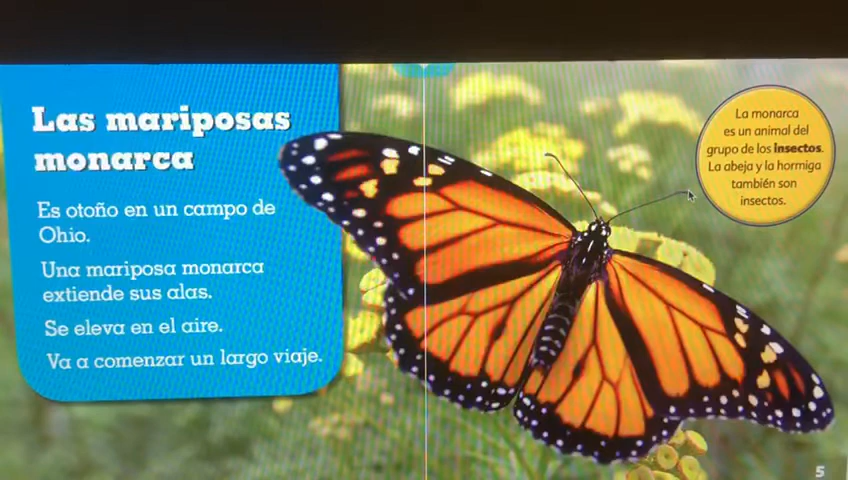 Las mariposas
monarca
Es otoño en un campo de
Ohio.
Una mariposa monarca
extiende sus alas.
Se eleva en el aire.
Va a comenzar un largo viaje.
La monarca
es un animal del
grupo de los insectos.
La abeja y la hormiga
también son
insectos.
5